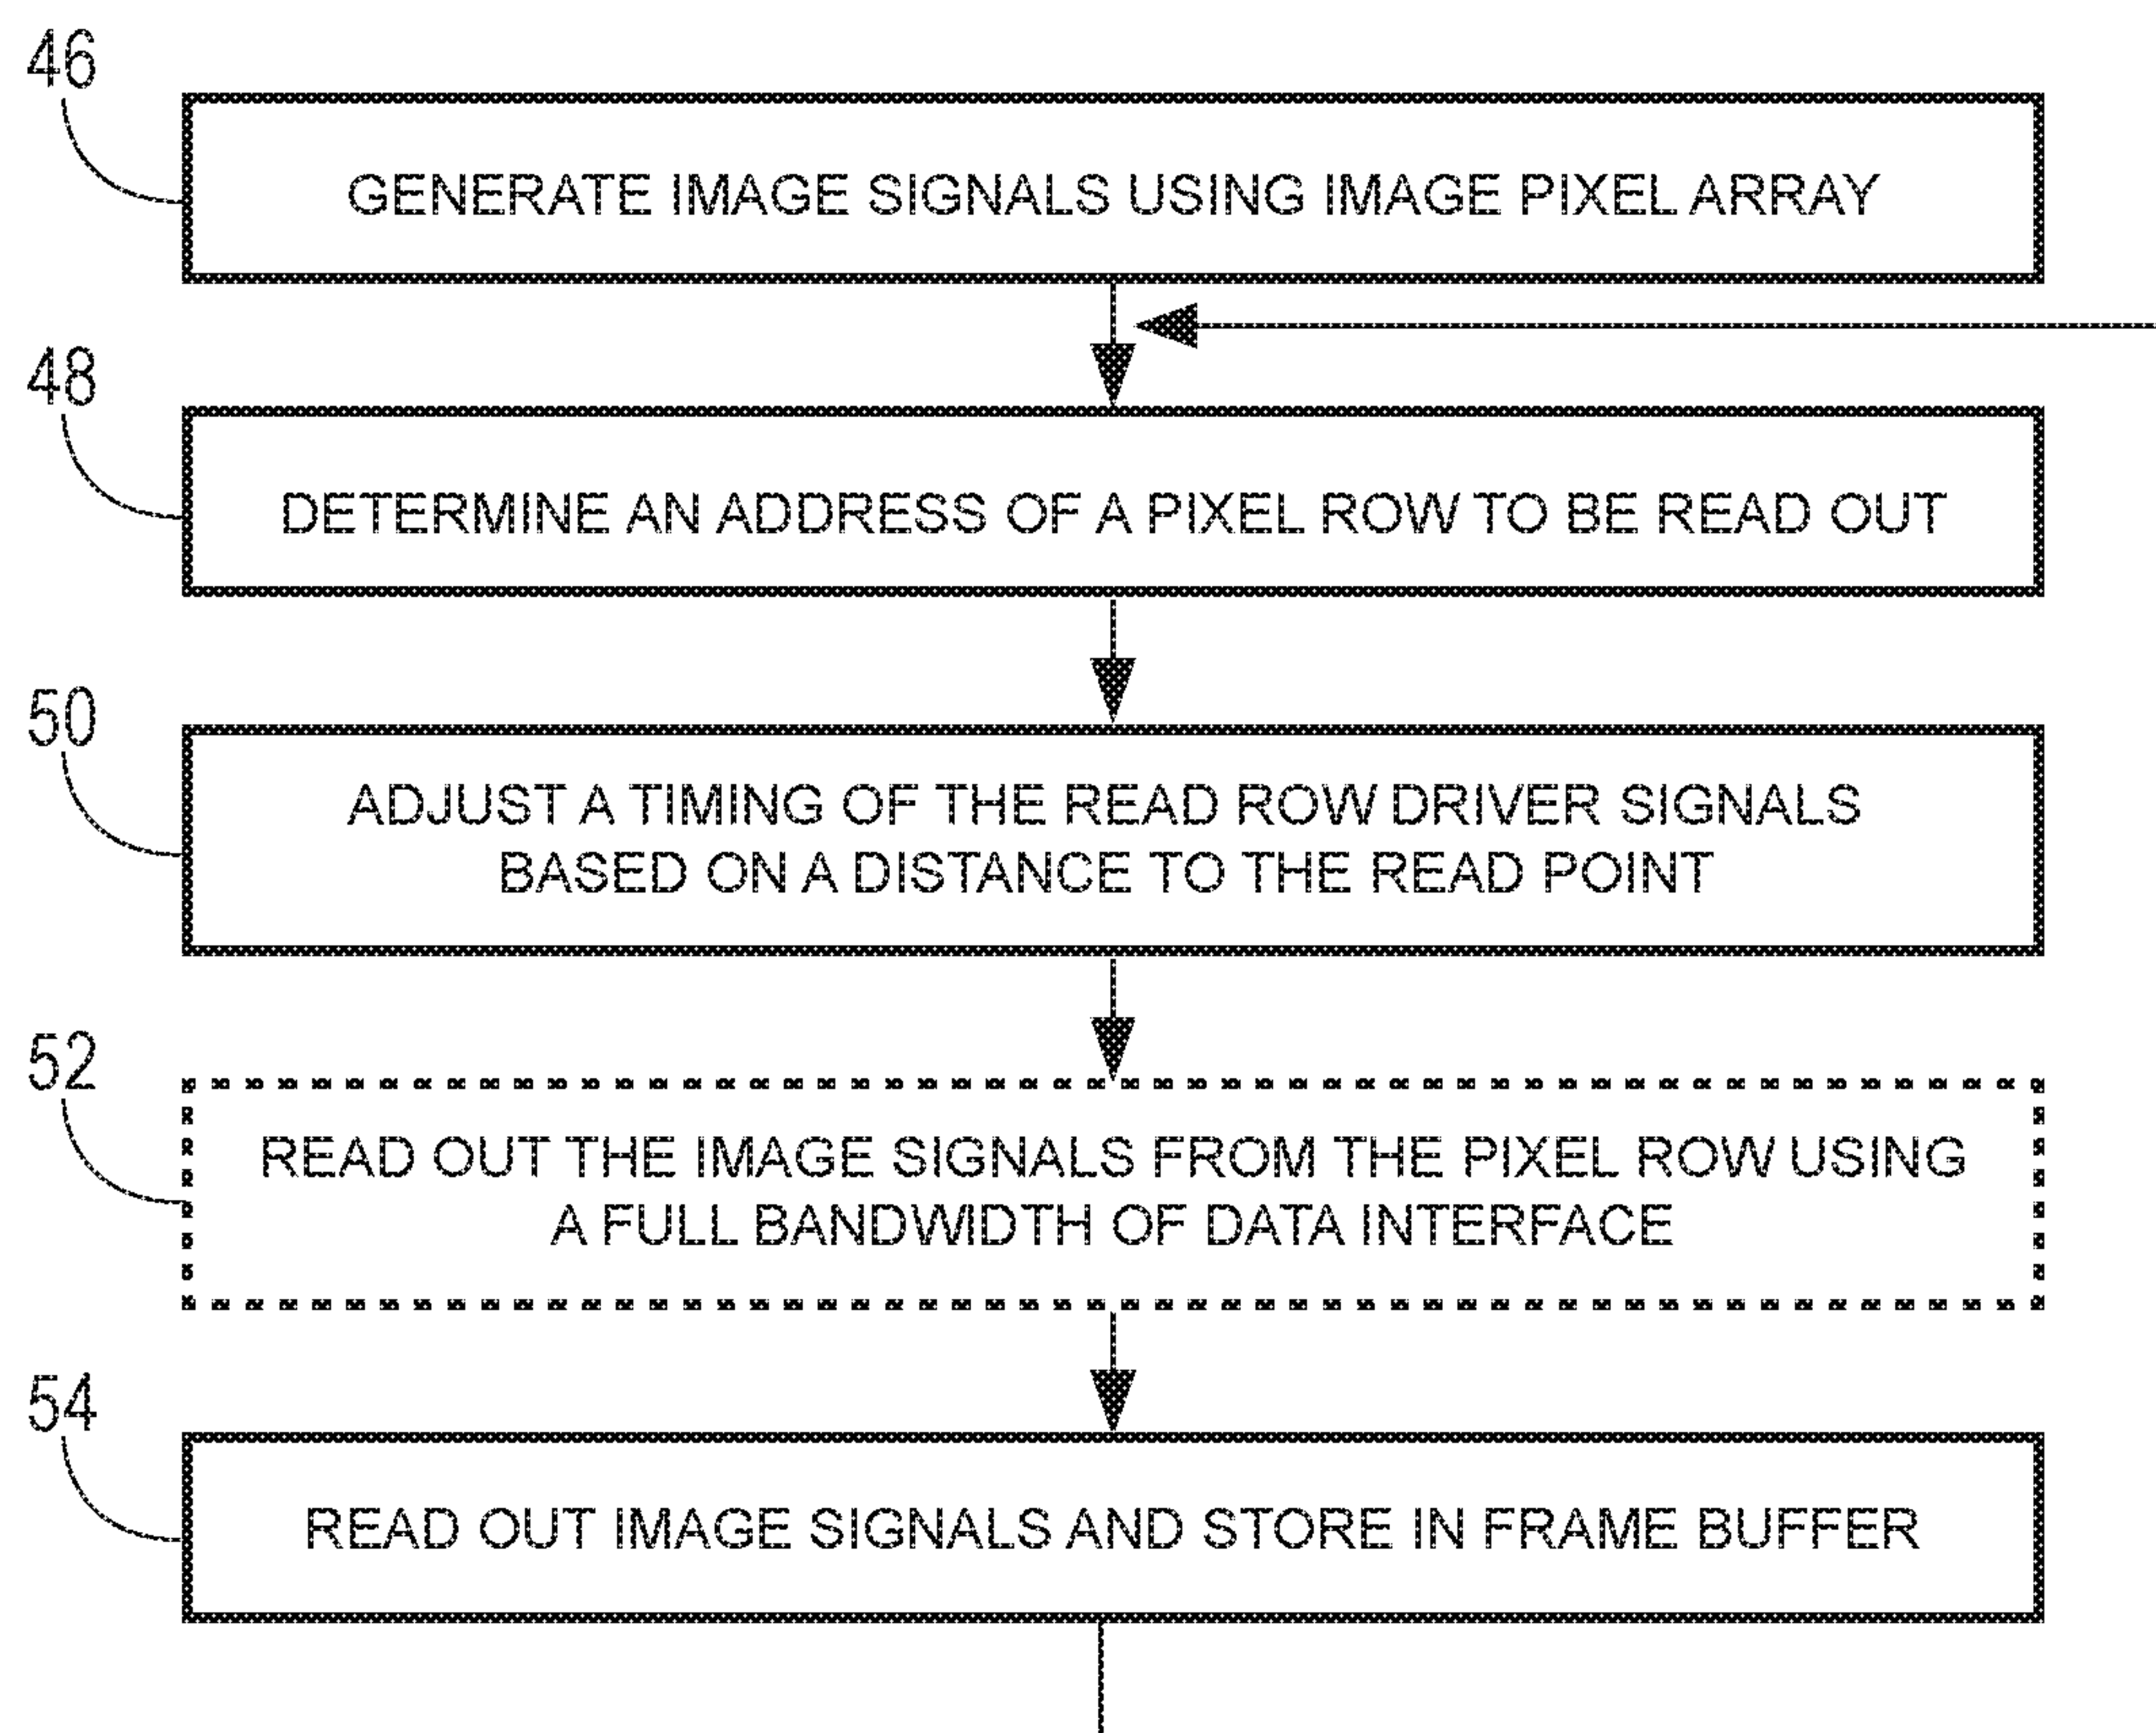 46
GENERATE IMAGE SIGNALS USING IMAGE PIXEL ARRAY
48
DETERMINE AN ADDRESS OF A PIXEL ROW TO BE READ OUT
50
ADJUST A TIMING OF THE READ ROW DRIVER SIGNALS
BASED ON A DISTANCE TO THE READ POINT
52
READ OUT THE IMAGE SIGNALS FROM THE PIXEL ROW USING
A FULL BANDWIDTH OF DATA INTERFACE
54
READ OUT IMAGE SIGNALS AND STORE IN FRAME BUFFER